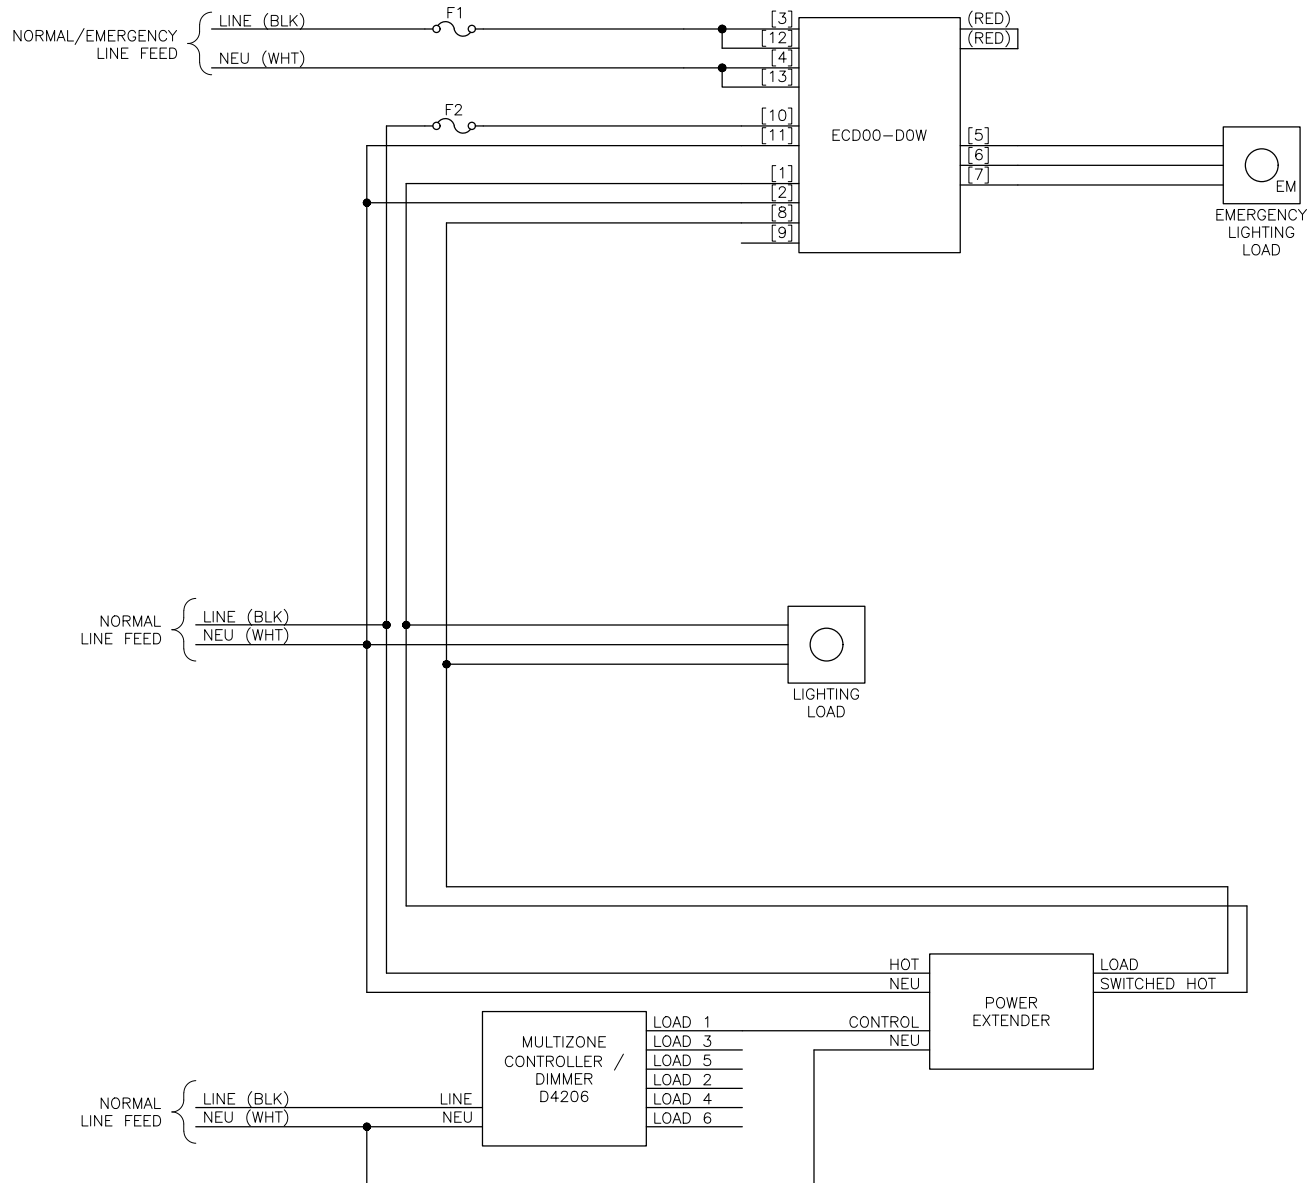 NORMAL/EMERGENCY
LINE FEED
LINE (BLK)
NEU (WHT)
F1
F2
[3]
[12]
[4]
[13]
[10]
[11]
[1]
[2]
[8]
[9]
ECD00-D0W
(RED)
(RED)
[5]
[6]
[7]
EM
EMERGENCY
LIGHTING
LOAD
NORMAL
LINE FEED
LINE (BLK)
NEU (WHT)
LIGHTING
LOAD
HOT
NEU
CONTROL
NEU
POWER
EXTENDER
LOAD
SWITCHED HOT
MULTIZONE
CONTROLLER /
DIMMER
D4206
LOAD 1
LOAD 3
LOAD 5
LOAD 2
LOAD 4
LOAD 6
NORMAL
LINE FEED
LINE (BLK)
NEU (WHT)
LINE
NEU